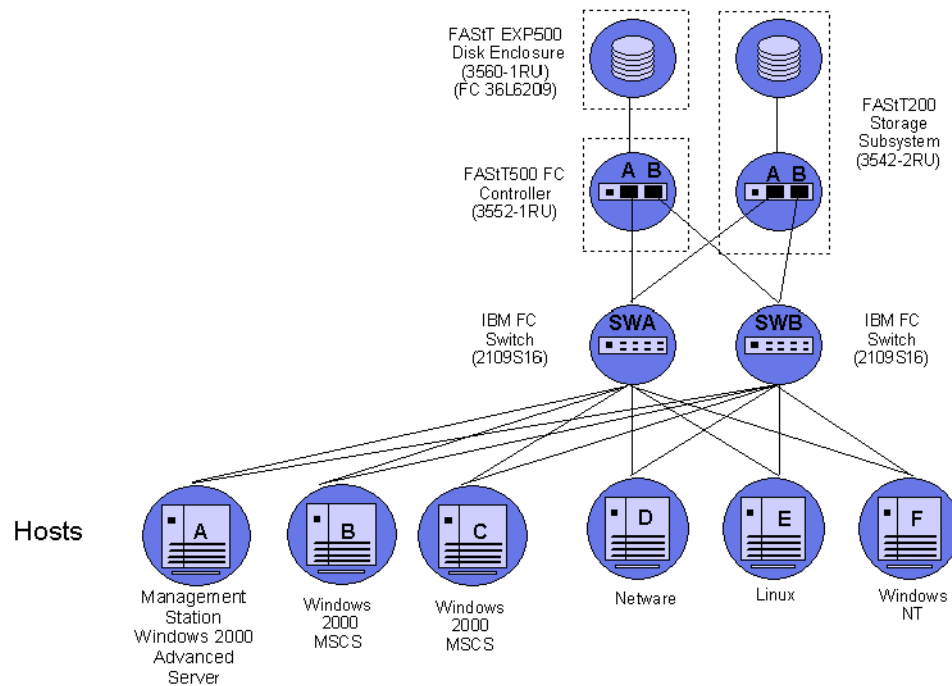 FAStT EXP500
Disk Enclosure
(3560-1RU)
(FC 36L6209)
FAStT200
Storage
Subsystem
(3542-2RU)
FAStT500 FC
Controller
(3552-1RU)
A B
A B
IBM FC
Switch
(2109S16)
SWA
SWB
IBM FC
Switch
(2109S16)
Hosts
A
B
C
D
E
F
Management
Station
Windows 2000
Advanced
Server
Windows
2000
MSCS
Windows
2000
MSCS
Netware
Linux
Windows
NT